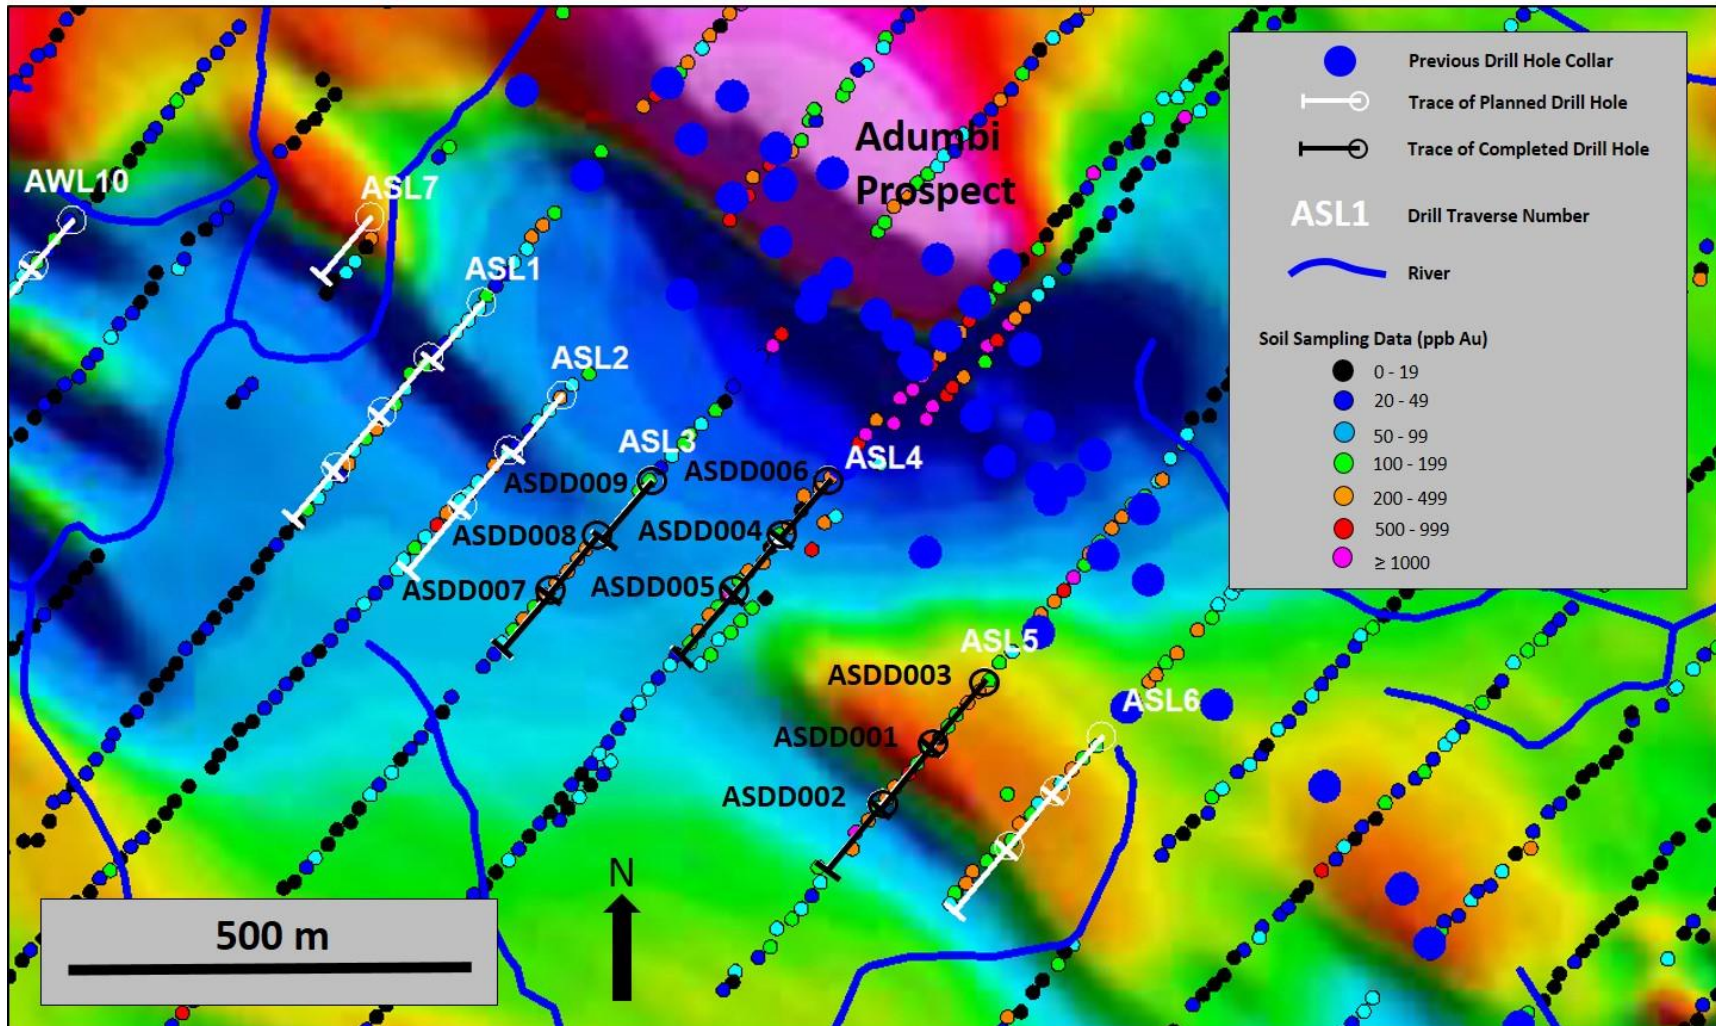 Adumbi
Prospect
AWL10
ASL7
ASL1
ASL2
ASL3
ASL4
ASDD009
ASDD006
ASDD008
ASDD004
ASDD007
ASDD005
ASL5
ASDD003
ASL6
ASDD001
ASDD002
N
500 m
Previous Drill Hole Collar
Trace of Planned Drill Hole
Trace of Completed Drill Hole
ASL1 Drill Traverse Number
River
Soil Sampling Data (ppb Au)
0 - 19
20 - 49
50 - 99
100 - 199
200 - 499
500 - 999
≥ 1000